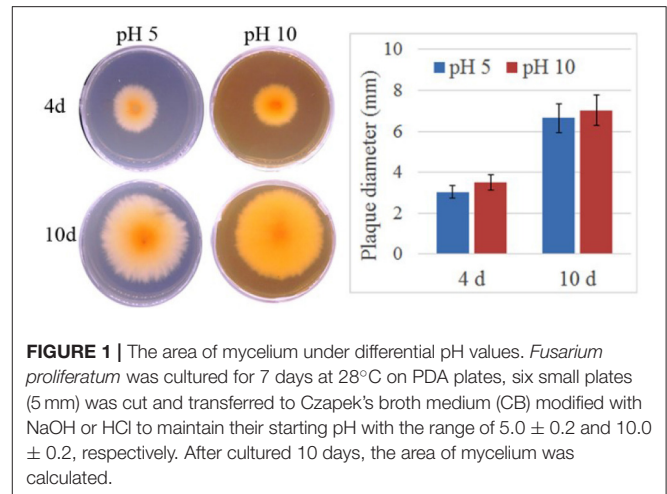 pH 5 pH 10
4d
10d
Plaque diameter (mm)
10
8
6
4
2
0
pH 5 pH 10
4 d 10 d
FIGURE 1 | The area of mycelium under differential pH values. Fusarium
proliferatum was cultured for 7 days at 28°C on PDA plates, six small plates
(5 mm) was cut and transferred to Czapek's broth medium (CB) modified with
NaOH or HCl to maintain their starting pH with the range of 5.0 ± 0.2 and 10.0
± 0.2, respectively. After cultured 10 days, the area of mycelium was
calculated.